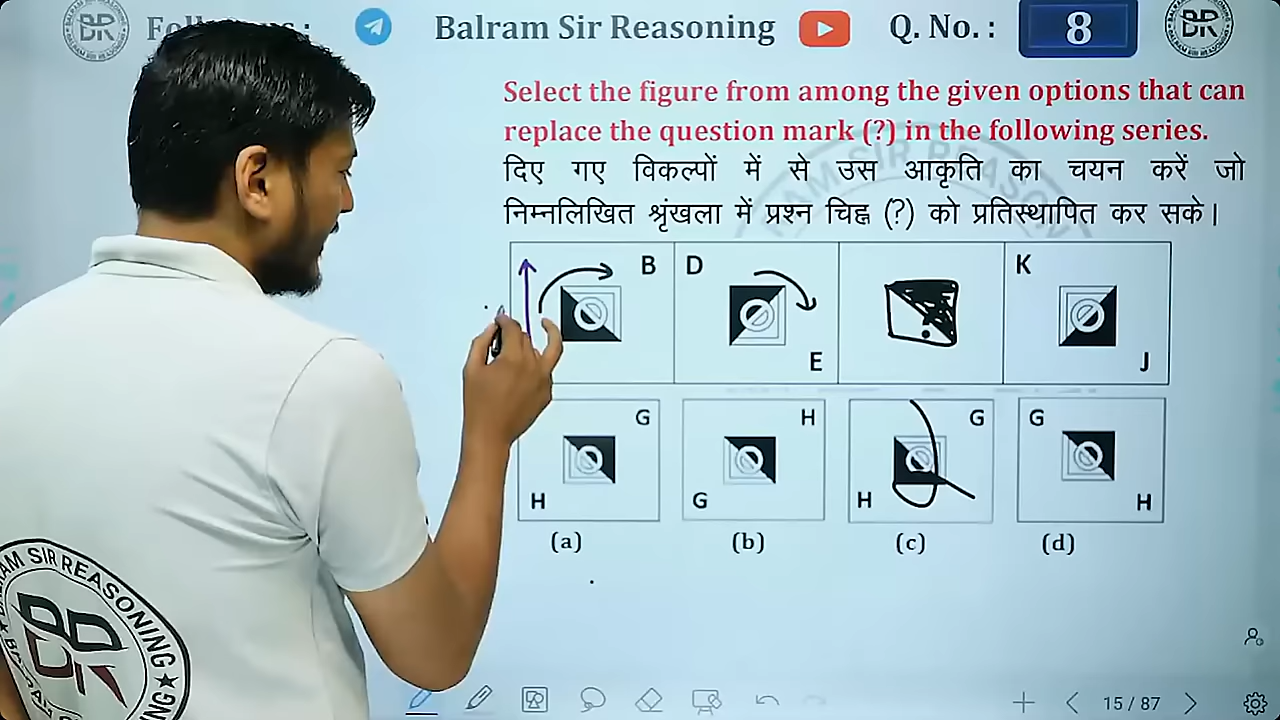 Balram Sir Reasoning
Q. No. :
8
Select the figure from among the given options that can
replace the question mark (?) in the following series.
दिए गए विकल्पों में से उस आकृति का चयन करें जो
निम्नलिखित श्रृंखला में प्रश्न चिह्न (?) को प्रतिस्थापित कर सके।
B D K
E J
G H G G
H G H H
(a) (b) (c) (d)
SIR REASONING
15 / 87